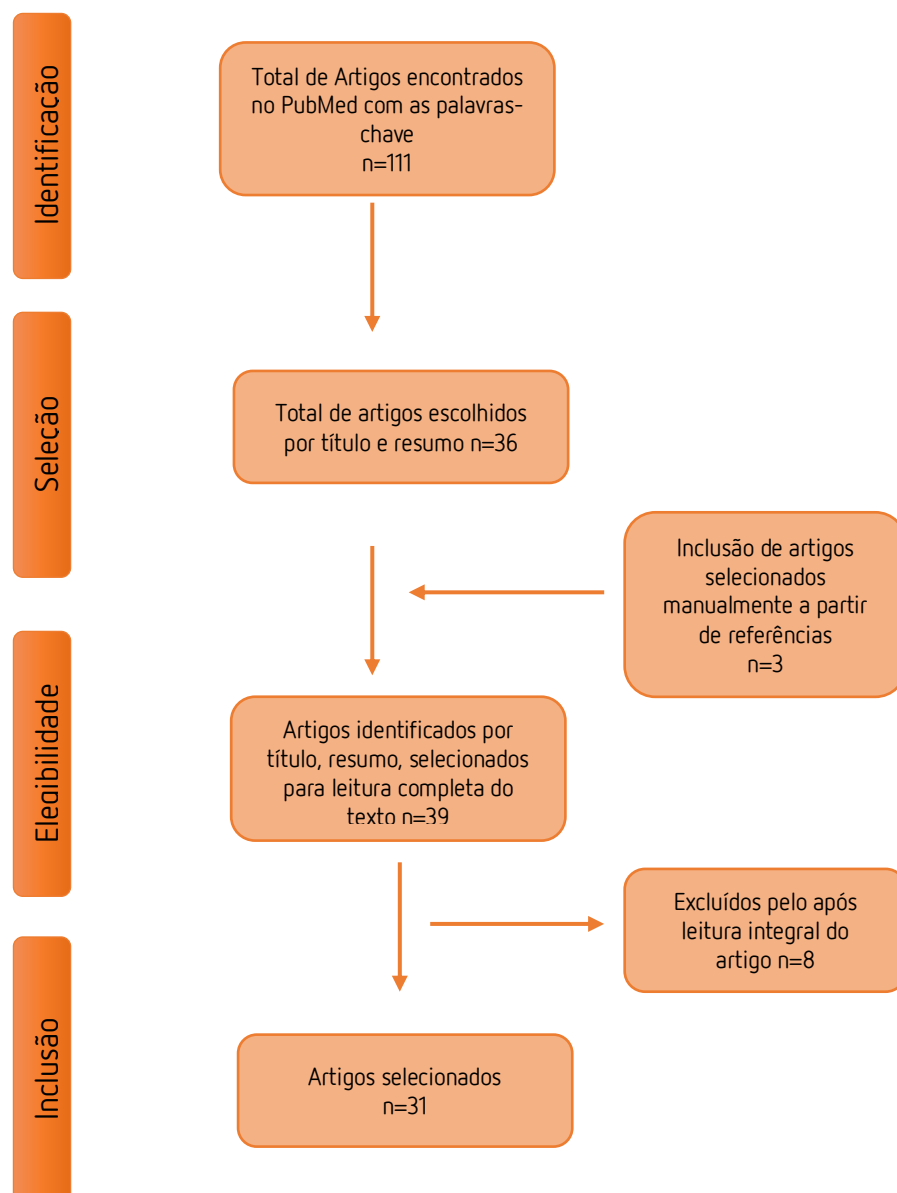 Identificação
Total de Artigos encontrados
no PubMed com as palavras-
chave
n=111
Seleção
Total de artigos escolhidos
por título e resumo n=36
Inclusão de artigos
selecionados
manualmente a partir
de referências
n=3
Elegibilidade
Artigos identificados por
título, resumo, selecionados
para leitura completa do
texto n=39
Excluídos pelo após
leitura integral do
artigo n=8
Inclusão
Artigos selecionados
n=31